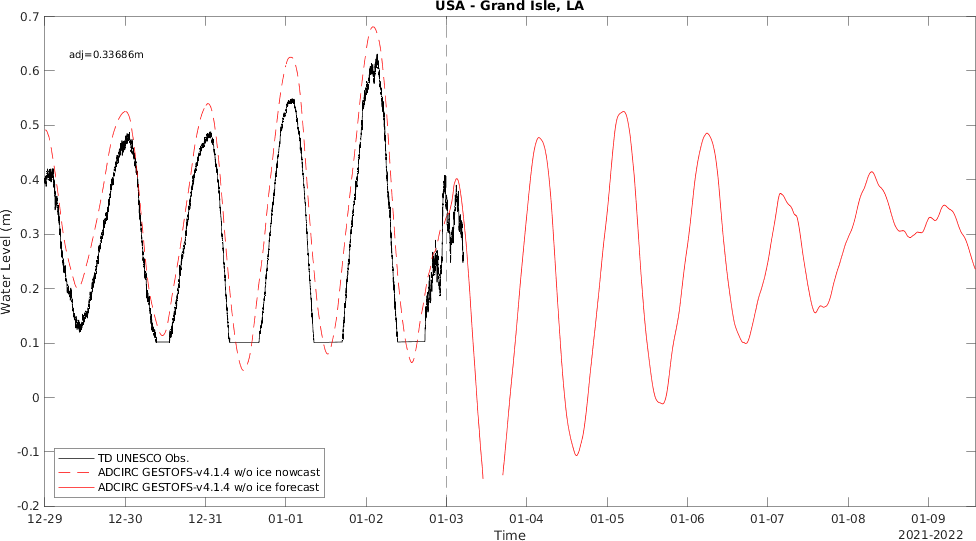 USA - Grand Isle, LA
adj=0.33686m
Water Level (m)
0.7
0.6
0.5
0.4
0.3
0.2
0.1
0
-0.1
-0.2
TD UNESCO Obs.
ADCIRC GESTOFS-v4.1.4 w/o ice nowcast
ADCIRC GESTOFS-v4.1.4 w/o ice forecast
12-29 12-30 12-31 01-01 01-02 01-03 01-04 01-05 01-06 01-07 01-08 01-09
Time
2021-2022